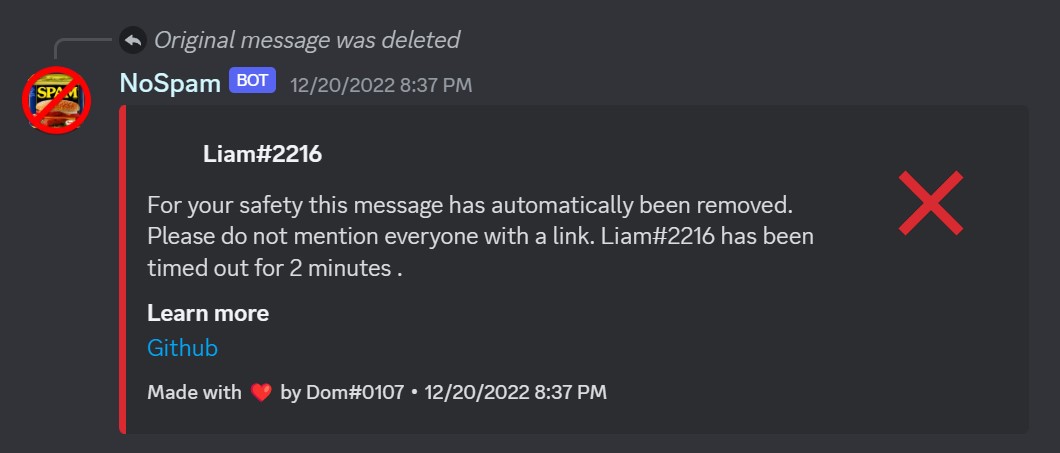 Original message was deleted
SPAM
NoSpam BOT 12/20/2022 8:37 PM
Liam#2216
For your safety this message has automatically been removed.
Please do not mention everyone with a link. Liam#2216 has been
timed out for 2 minutes .
Learn more
Github
Made with ❤️ by Dom#0107 • 12/20/2022 8:37 PM